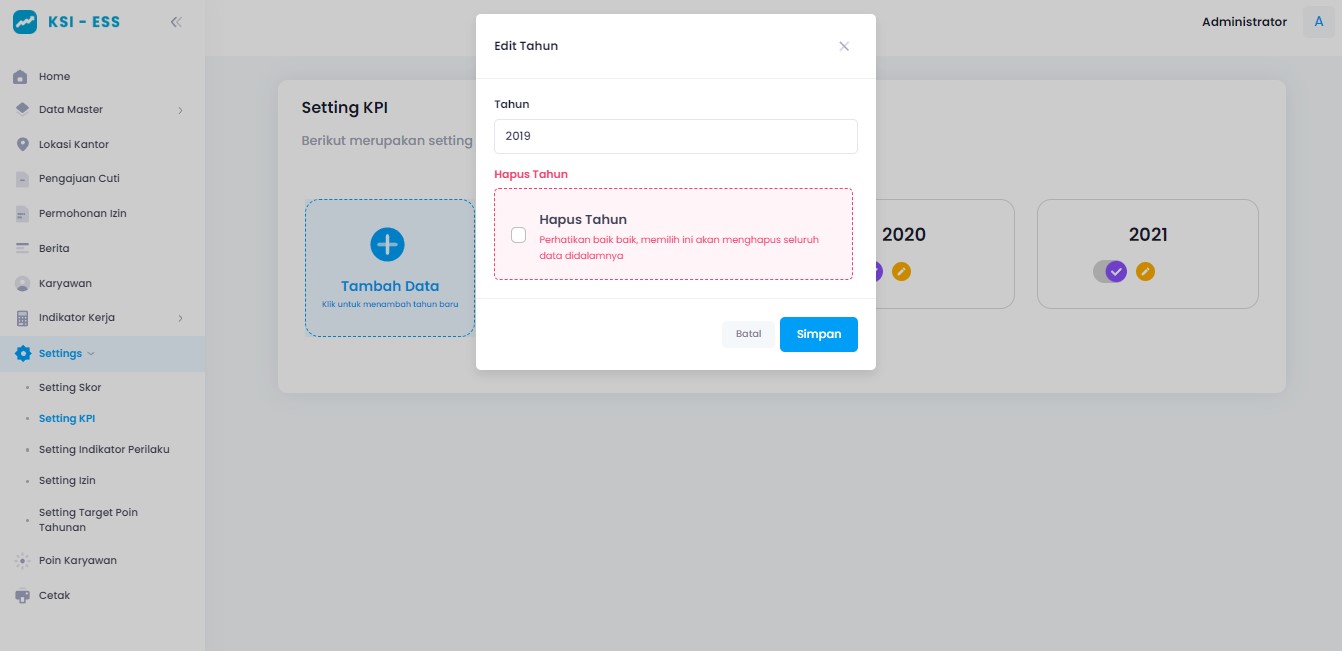 KSI - ESS
Home
Data Master
Lokasi Kantor
Pengajuan Cuti
Permohonan Izin
Berita
Karyawan
Indikator Kerja
Settings
Setting Skor
Setting KPI
Setting Indikator Perilaku
Setting Izin
Setting Target Poin
Tahunan
Poin Karyawan
Cetak
Administrator
A
Setting KPI
Berikut merupakan setting
Tambah Data
Klik untuk menambah tahun baru
2020
2021
Edit Tahun
Tahun
2019
Hapus Tahun
Hapus Tahun
Perhatikan baik baik, memilih ini akan menghapus seluruh
data didalamnya
Batal
Simpan